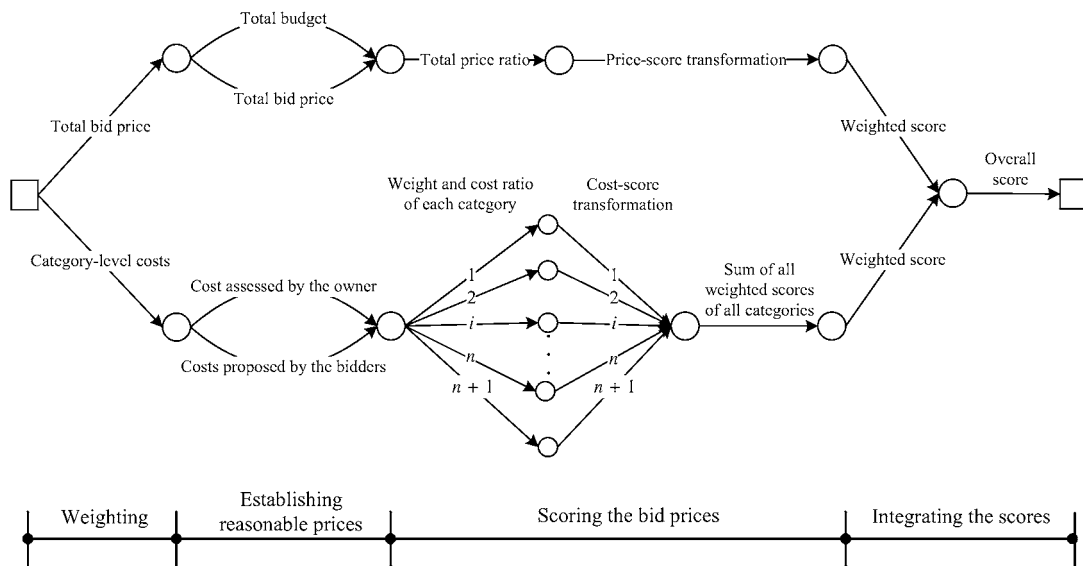 Total budget
Total price ratio
Price-score transformation
Total bid price
Total bid price
Weighted score
Overall
score
Weight and cost ratio
of each category
Cost-score
transformation
Category-level costs
Weighted score
Cost assessed by the owner
Costs proposed by the bidders
1
2
i
n
n + 1
1
2
i
n
n + 1
Sum of all
weighted scores
of all categories
Weighting
Establishing
reasonable prices
Scoring the bid prices
Integrating the scores